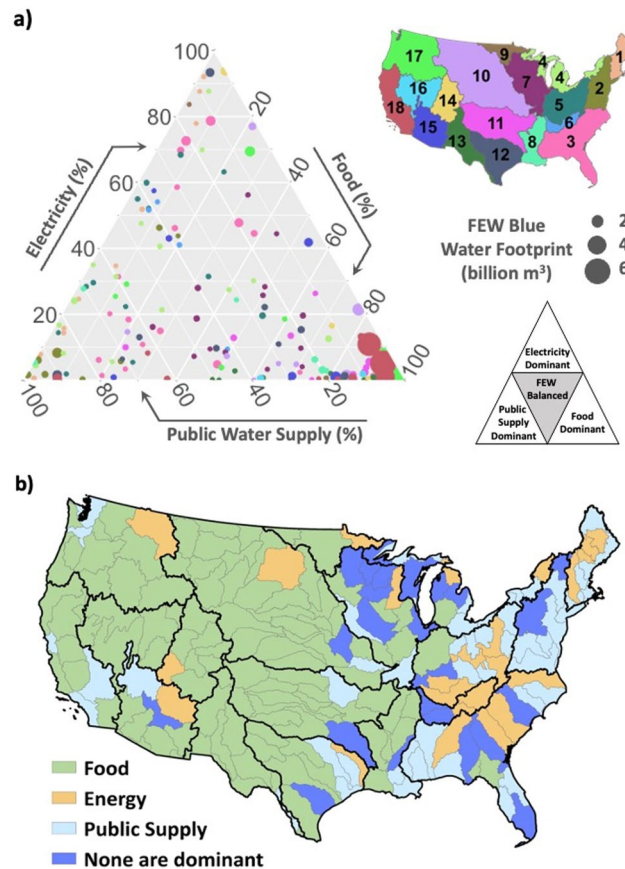 a)
100
80
60
40
20
20
40
60
80
100
100
80
60
40
20
Electricity (%)
Food (%)
Public Water Supply (%)
17
9
4
1
16
10
7
4
2
18
14
5
15
11
6
13
12
8
3
FEW Blue
Water Footprint
(billion m³)
2
4
6
Electricity
Dominant
FEW
Balanced
Public
Supply
Dominant
Food
Dominant
b)
Food
Energy
Public Supply
None are dominant